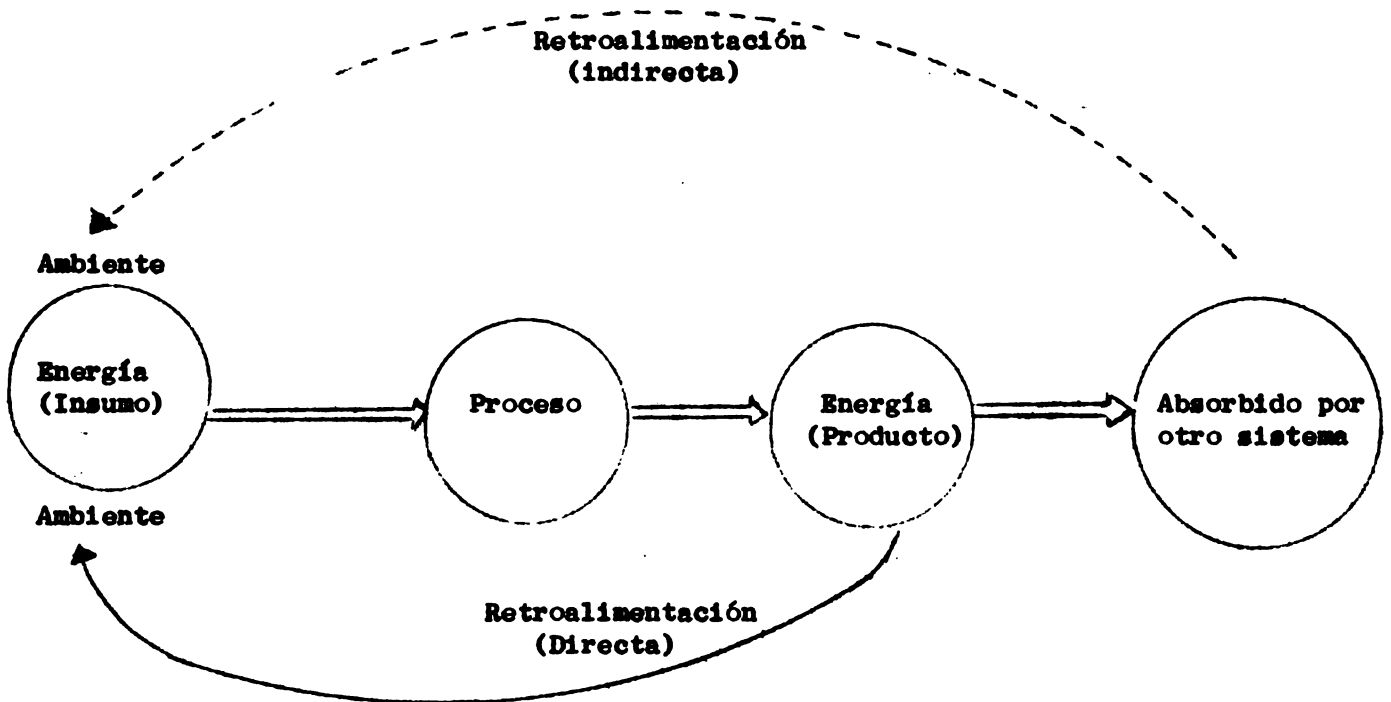 Retroalimentación
(indirecta)
Ambiente
Energía
(Insumo)
Proceso
Energía
(Producto)
Absorbido por
otro sistema
Ambiente
Retroalimentación
(Directa)